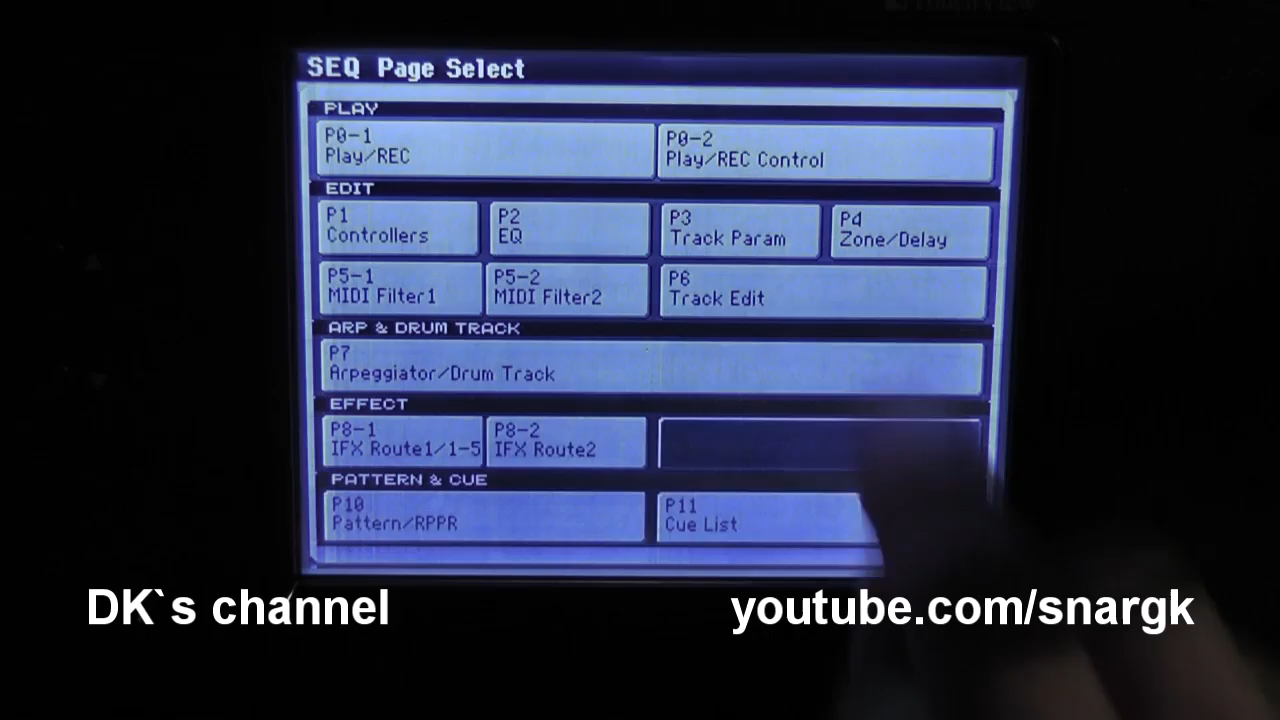 SEQ Page Select
PLAY
P0-1
Play/REC
P0-2
Play/REC Control
EDIT
P1
Controllers
P2
EQ
P3
Track Param
P4
Zone/Delay
P5-1
MIDI Filter1
P5-2
MIDI Filter2
P6
Track Edit
ARP & DRUM TRACK
P7
Arpeggiator/Drum Track
EFFECT
P8-1
IFX Route1/1-5
P8-2
IFX Route2
PATTERN & CUE
P10
Pattern/RPPR
P11
Cue List
DK`s channel
youtube.com/snargk